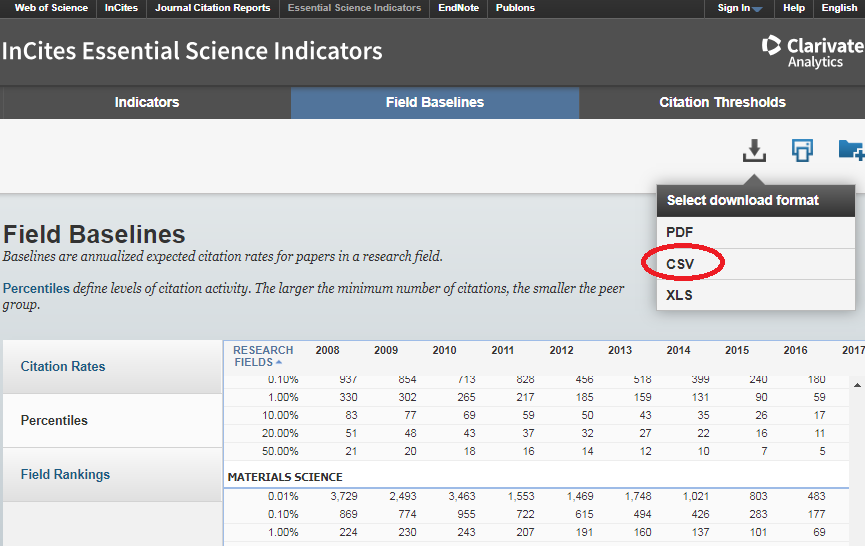 Web of Science InCites Journal Citation Reports Essential Science Indicators EndNote Publons Sign In Help English
InCites Essential Science Indicators
Clarivate
Analytics
Indicators Field Baselines Citation Thresholds
Select download format
PDF
CSV
XLS
Field Baselines
Baselines are annualized expected citation rates for papers in a research field.
Percentiles define levels of citation activity. The larger the minimum number of citations, the smaller the peer
group.
Citation Rates
Percentiles
Field Rankings
RESEARCH FIELDS 2008 2009 2010 2011 2012 2013 2014 2015 2016 2017
0.10% 937 854 713 828 456 518 399 240 180
1.00% 330 302 265 217 185 159 131 90 59
10.00% 83 77 69 59 50 43 35 26 17
20.00% 51 48 43 37 32 27 22 16 11
50.00% 21 20 18 16 14 12 10 7 5
MATERIALS SCIENCE
0.01% 3,729 2,493 3,463 1,553 1,469 1,748 1,021 803 483
0.10% 869 774 955 722 615 494 426 283 177
1.00% 224 230 243 207 191 160 137 101 69